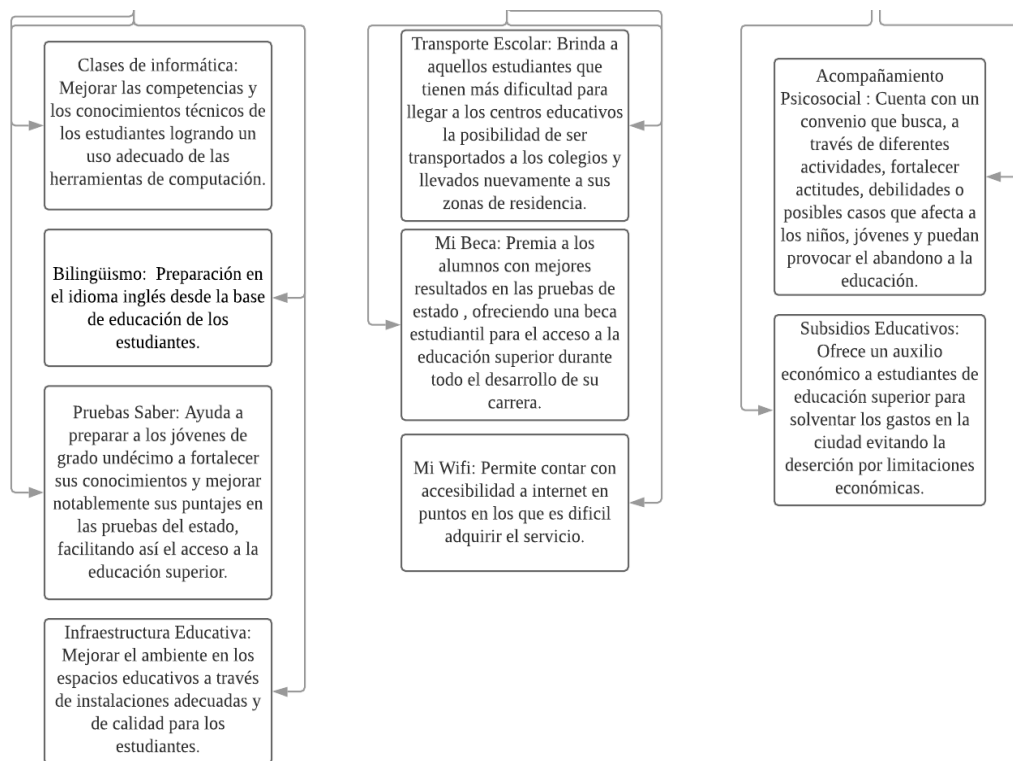 Clases de informática:
Mejorar las competencias y
los conocimientos técnicos de
los estudiantes logrando un
uso adecuado de las
herramientas de computación.
Bilingüismo:  Preparación en
el idioma inglés desde la base
de educación de los
estudiantes.
Pruebas Saber: Ayuda a
preparar a los jóvenes de
grado undécimo a fortalecer
sus conocimientos y mejorar
notablemente sus puntajes en
las pruebas del estado,
facilitando así el acceso a la
educación superior.
Infraestructura Educativa:
Mejorar el ambiente en los
espacios educativos a través
de instalaciones adecuadas y
de calidad para los
estudiantes.
Transporte Escolar: Brinda a
aquellos estudiantes que
tienen más dificultad para
llegar a los centros educativos
la posibilidad de ser
transportados a los colegios y
llevados nuevamente a sus
zonas de residencia.
Mi Beca: Premia a los
alumnos con mejores
resultados en las pruebas de
estado , ofreciendo una beca
estudiantil para el acceso a la
educación superior durante
todo el desarrollo de su
carrera.
Mi Wifi: Permite contar con
accesibilidad a internet en
puntos en los que es dificil
adquirir el servicio.
Acompañamiento
Psicosocial : Cuenta con un
convenio que busca, a
través de diferentes
actividades, fortalecer
actitudes, debilidades o
posibles casos que afecta a
los niños, jóvenes y puedan
provocar el abandono a la
educación.
Subsidios Educativos:
Ofrece un auxilio
económico a estudiantes de
educación superior para
solventar los gastos en la
ciudad evitando la
deserción por limitaciones
económicas.